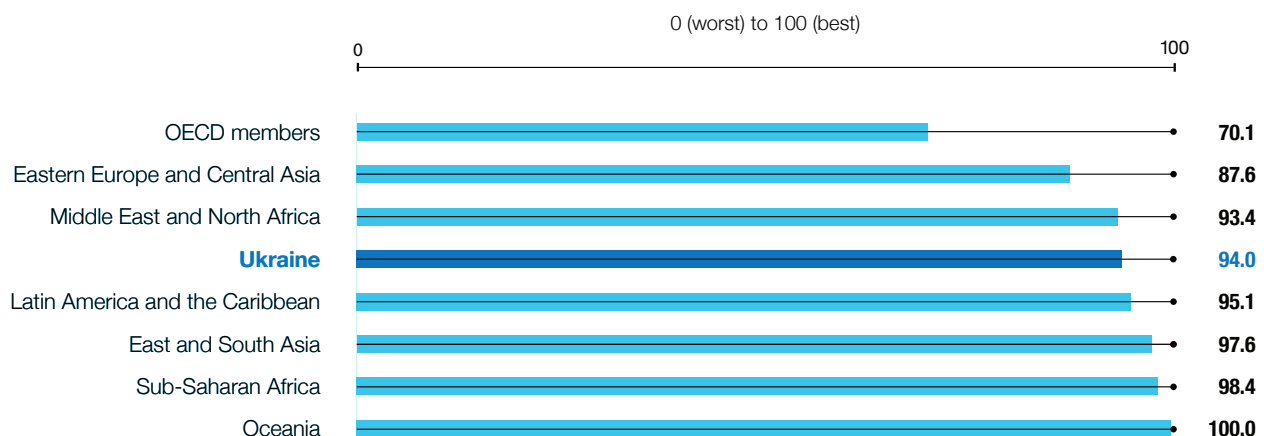 0 (worst) to 100 (best)
0 100
OECD members 70.1
Eastern Europe and Central Asia 87.6
Middle East and North Africa 93.4
Ukraine 94.0
Latin America and the Caribbean 95.1
East and South Asia 97.6
Sub-Saharan Africa 98.4
Oceania 100.0